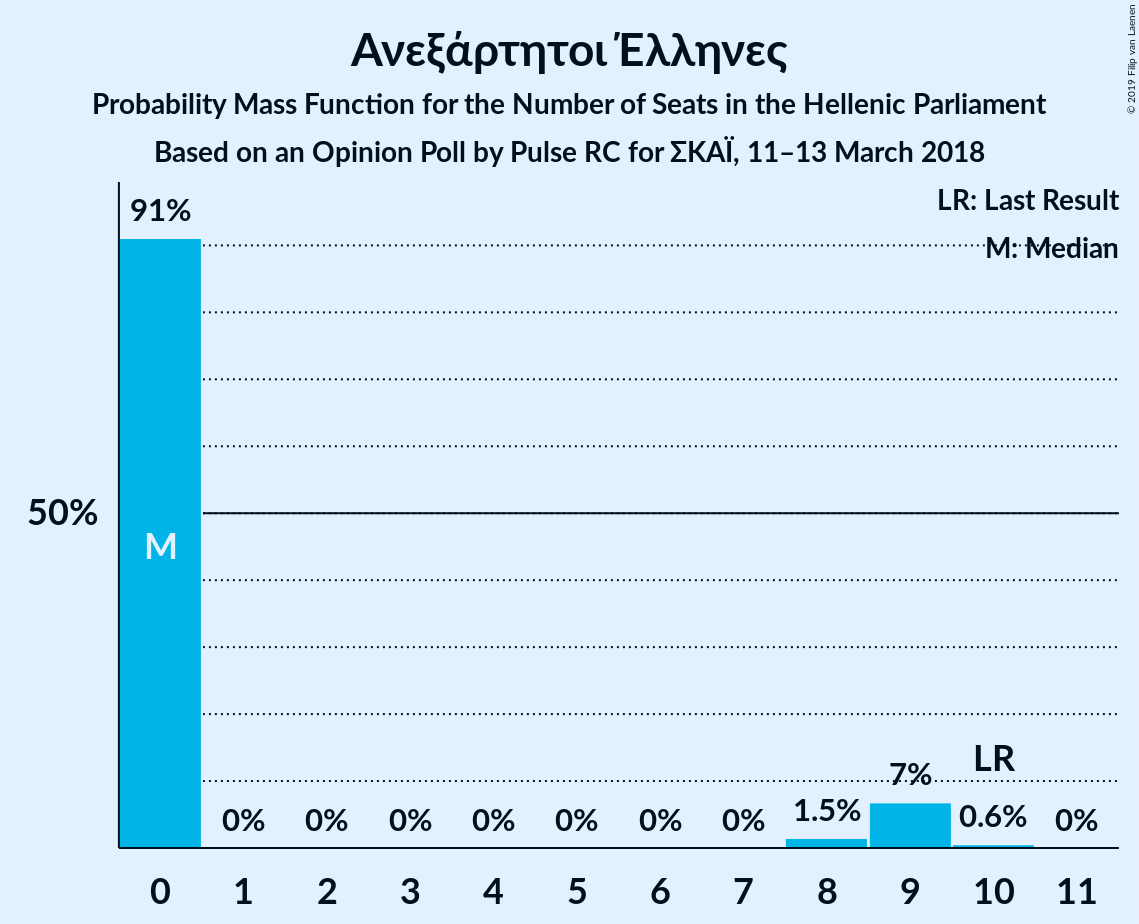 Ανεξάρτητοι Έλληνες
Probability Mass Function for the Number of Seats in the Hellenic Parliament
Based on an Opinion Poll by Pulse RC for ΣΚΑΪ, 11–13 March 2018
© 2019 Filip van Laenen
LR: Last Result
M: Median
91%
50%
M
LR
0% 0% 0% 0% 0% 0% 0% 1.5% 7% 0.6% 0%
0 1 2 3 4 5 6 7 8 9 10 11